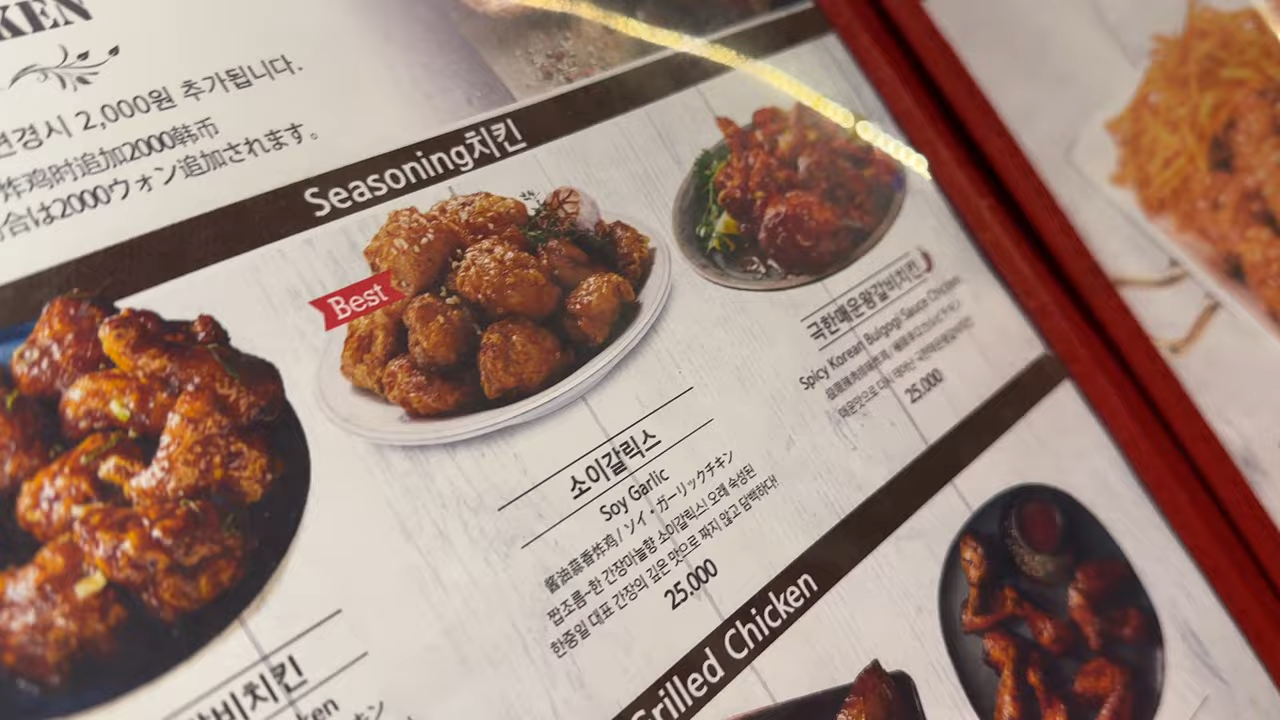 KEN
변경시 2,000원 추가됩니다.
炸鸡时追加2000韩币
合は2000ウォン追加されます。
Seasoning치킨
Best
극한매운왕갈비치킨
Spicy Korean Bulgogi Sauce Chicken
25.000
소이갈릭스
Soy Garlic
酱油蒜香炸鸡 / ソイ・ガーリックチキン
짭조름~한 간장마늘향 소이갈릭스! 오래 숙성된
한중일 대표 간장의 깊은 맛으로 짜지 않고 담백하다!
25.000
갈비치킨
Grilled Chicken